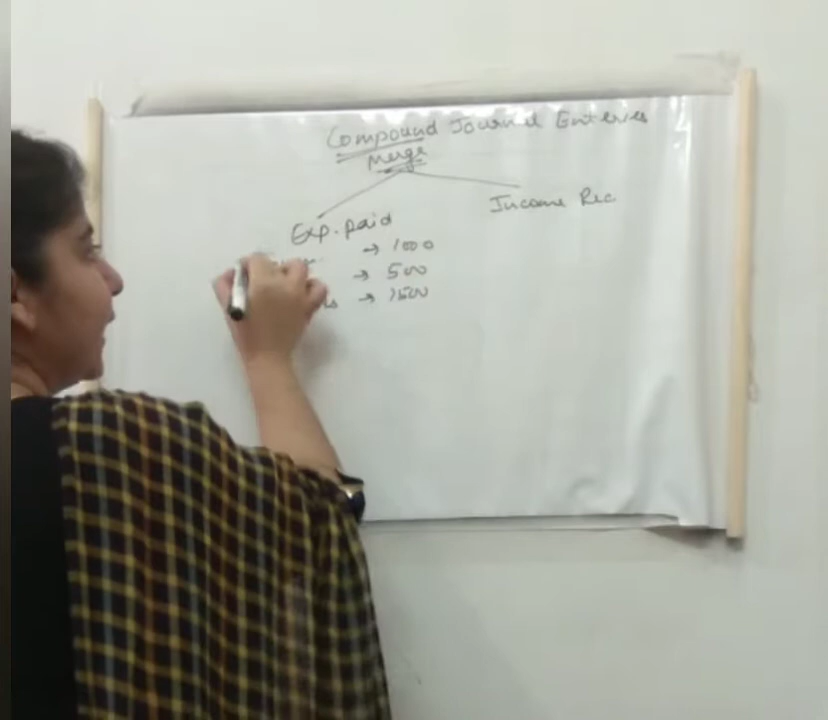 Compound Journal Entries
Merge
Exp. paid
Income Rec
→ 1000
→ 500
→ 1500